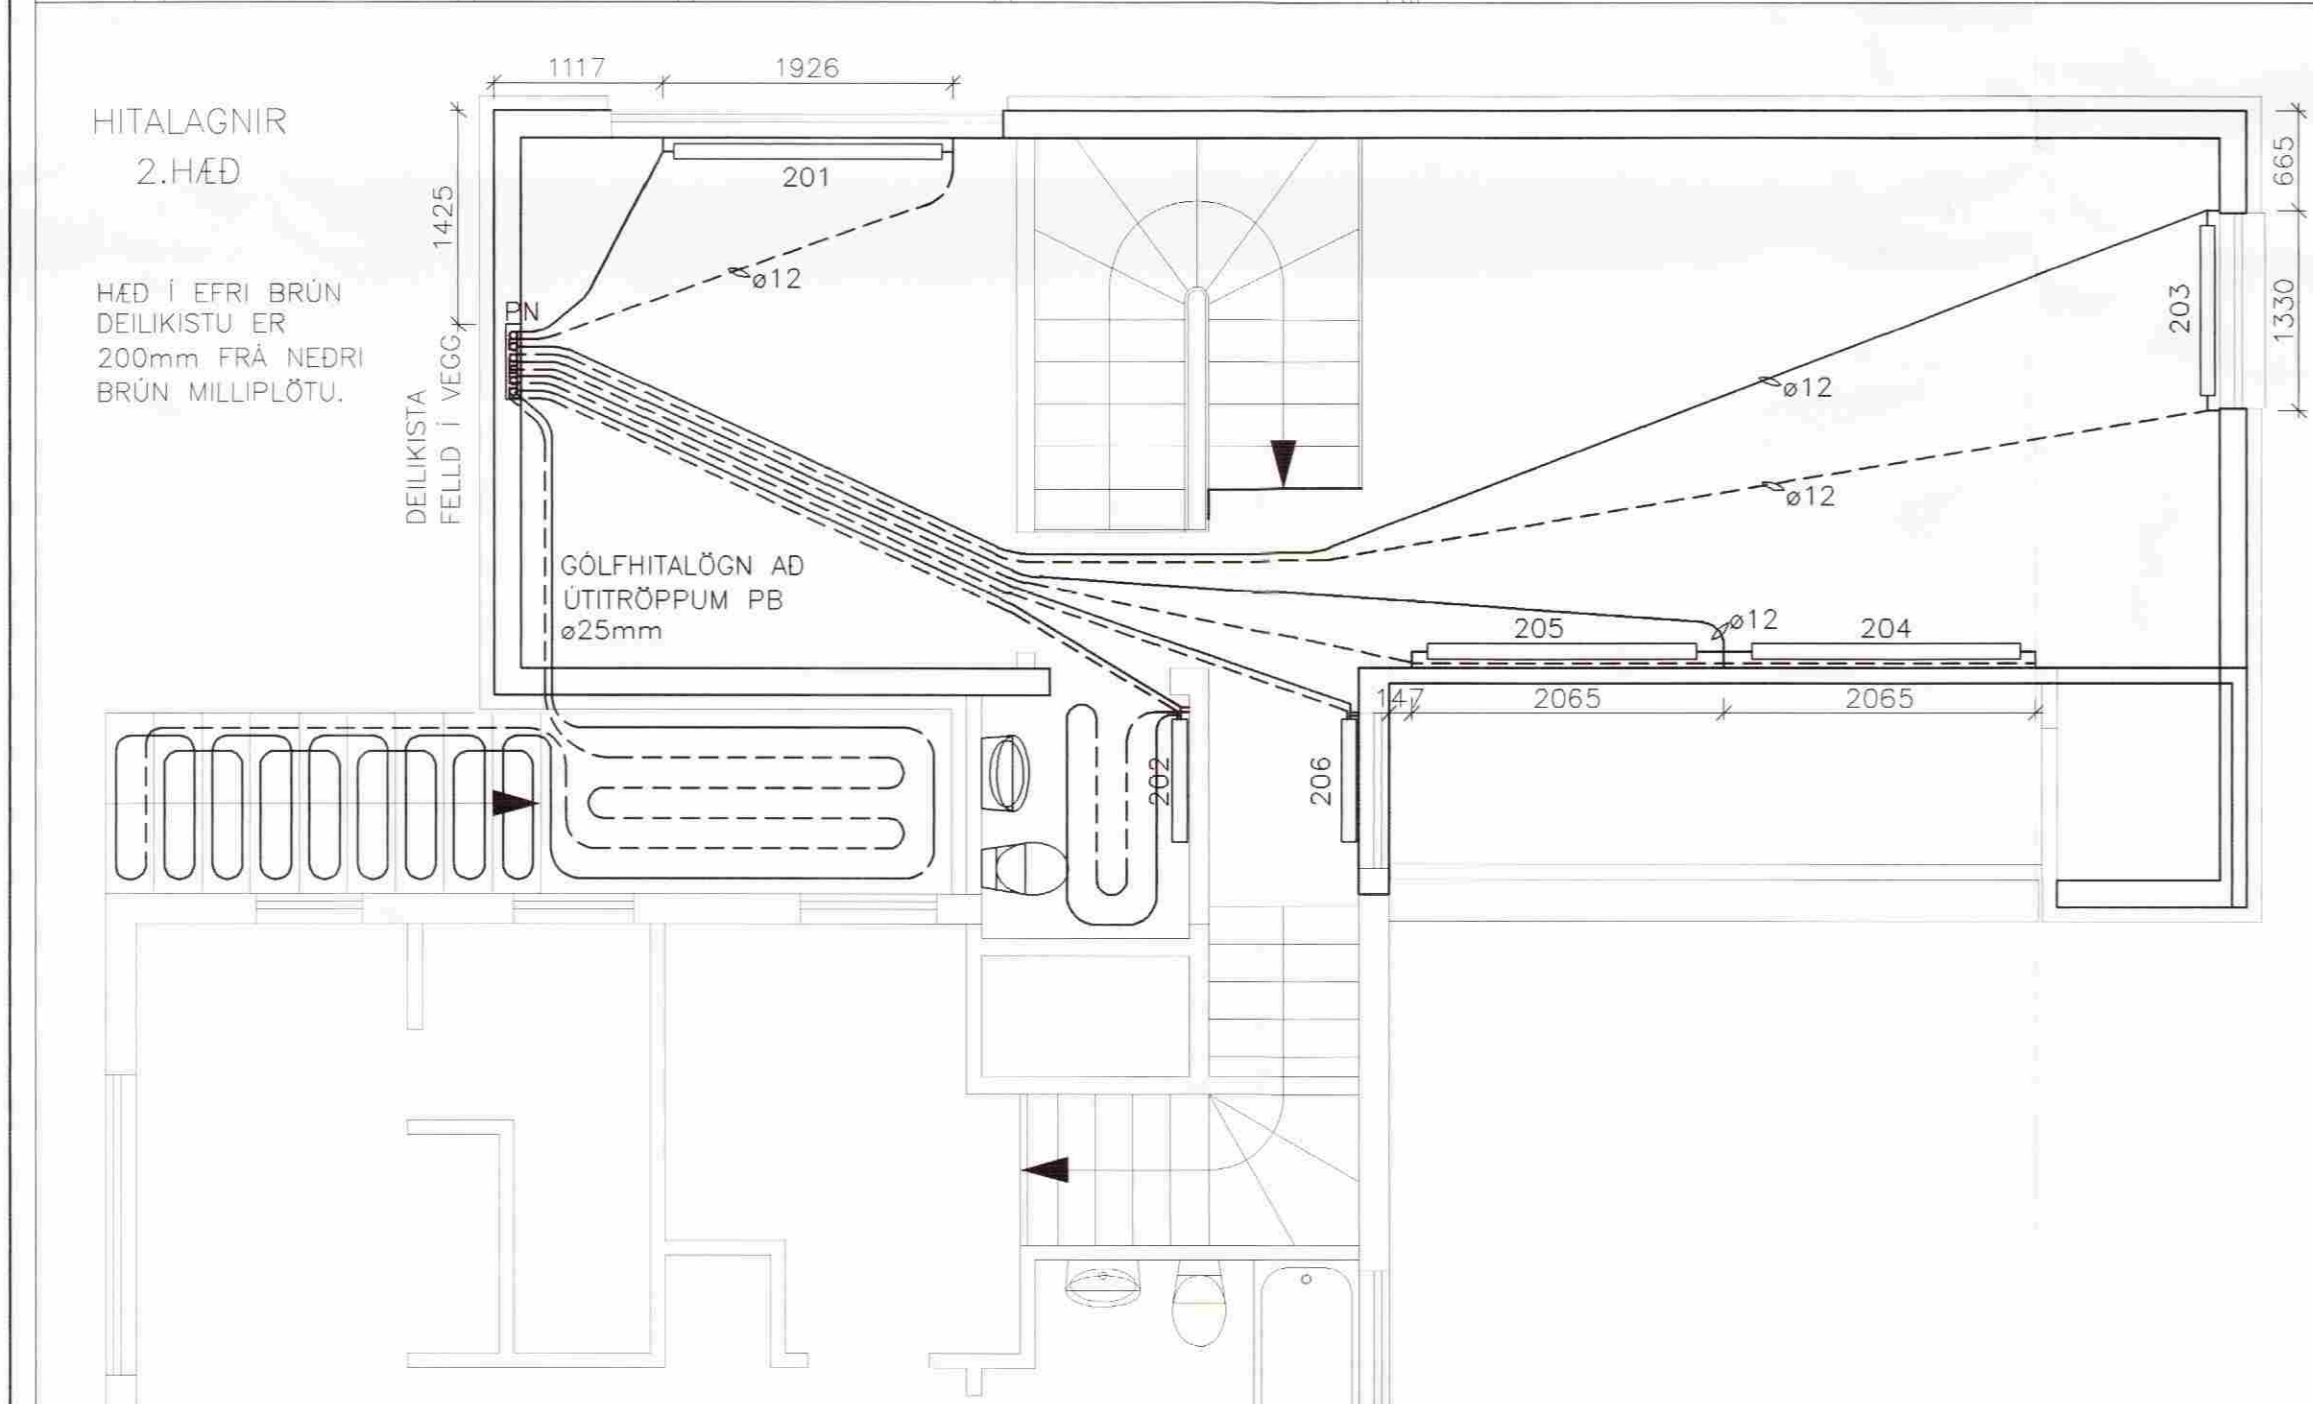 1117
1926
HITALAGNIR
2.HÆÐ
1425
665
201
HÆÐ Í EFRI BRÚN
DEILIKISTU ER
200mm FRÁ NEÐRI
BRÚN MILLIPLÖTU.
PN
ø12
203
1330
ø12
DEILIKISTA
FELLD Í VEGG
ø12
GÓLFHITALÖGN AÐ
ÚTITRÖPPUM PB
ø25mm
205
ø12
204
147
2065
2065
202
206